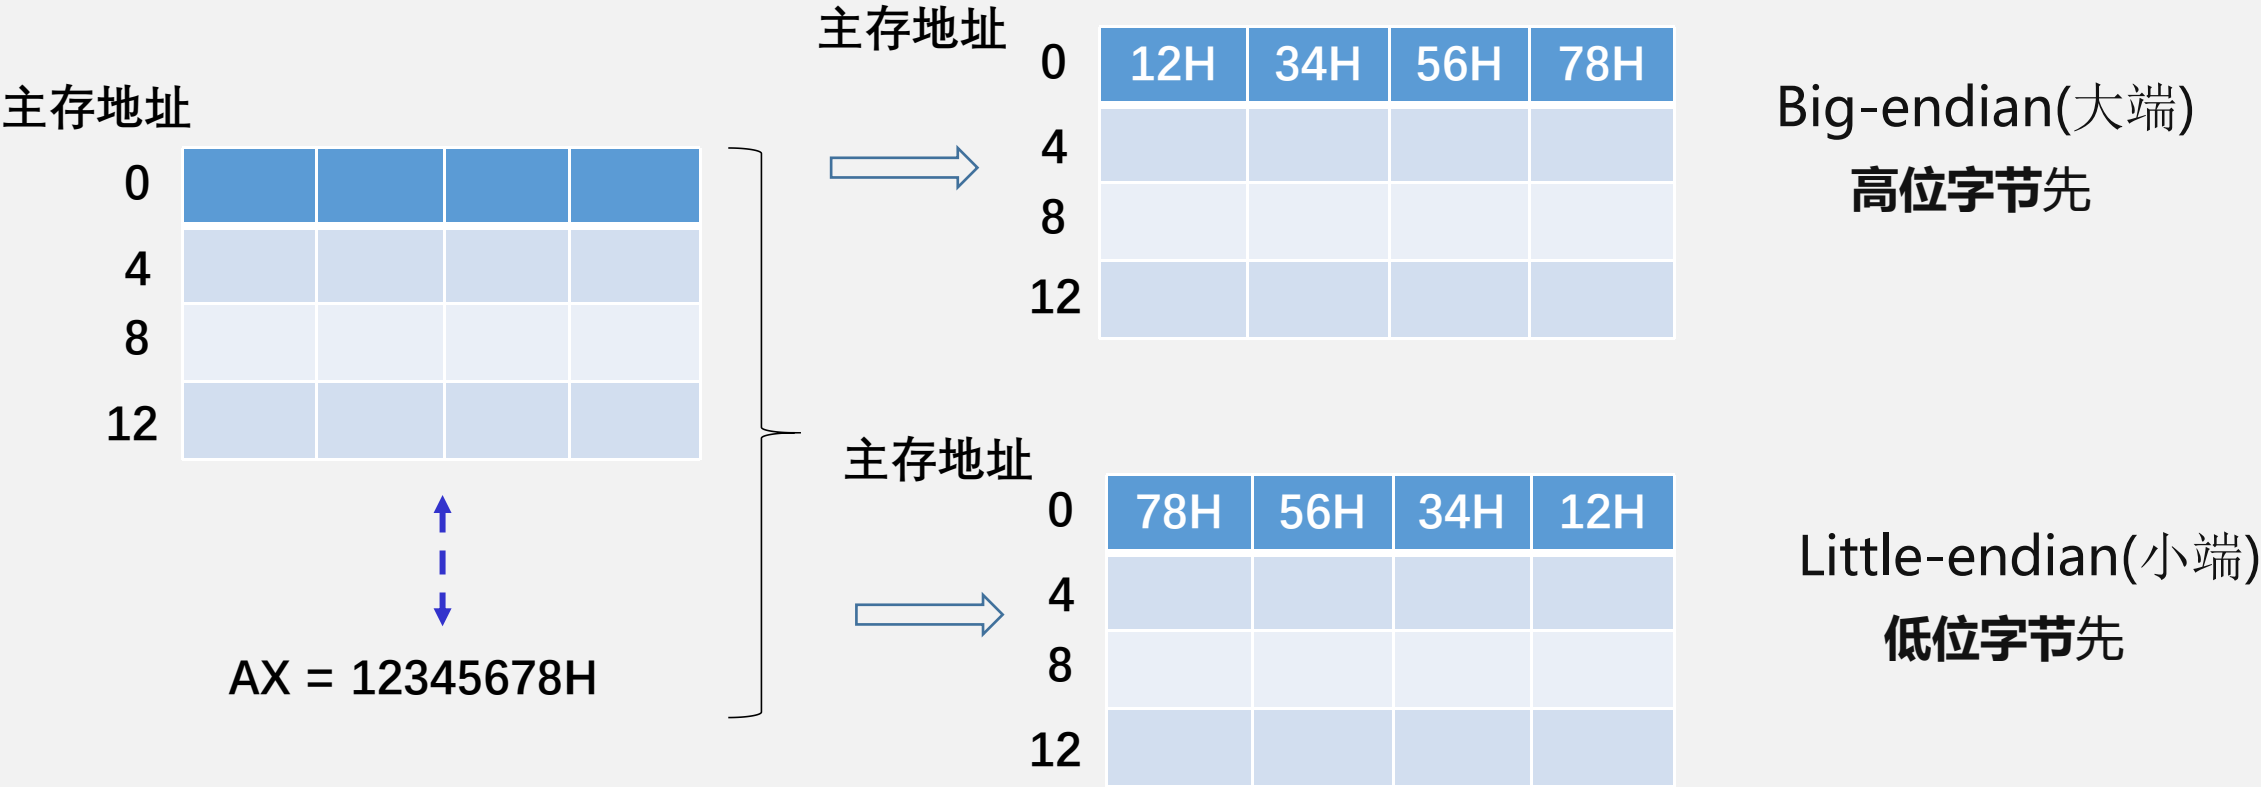 主存地址
0
4
8
12
AX = 12345678H
主存地址
0 12H 34H 56H 78H
4
8
12
Big-endian(大端)
高位字节先
主存地址
0 78H 56H 34H 12H
4
8
12
Little-endian(小端)
低位字节先